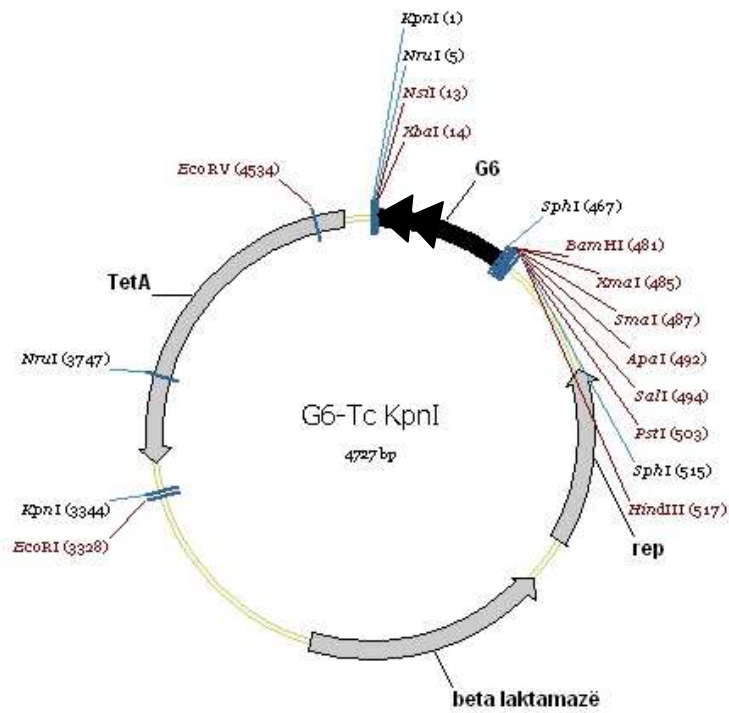 KpnI (1)
NruI (5)
NsiI (13)
XbaI (14)
G6
EcoRV (4534)
SphI (467)
BamHI (481)
XmaI (485)
SmaI (487)
ApaI (492)
SalI (494)
PstI (503)
SphI (515)
HindIII (517)
TetA
NruI (3747)
G6-Tc KpnI
4727 bp
KpnI (3344)
EcoRI (3328)
rep
beta laktamazë